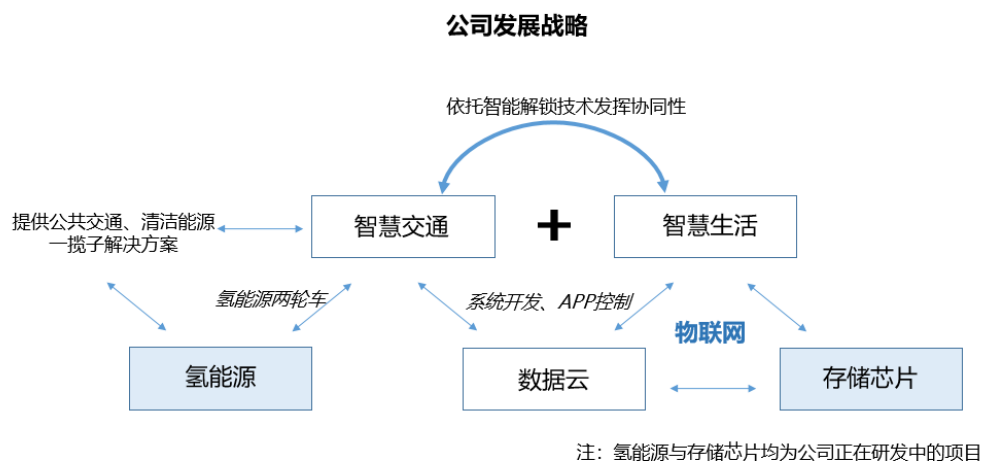 公司发展战略
依托智能解锁技术发挥协同性
提供公共交通、清洁能源
一揽子解决方案
智慧交通
+
智慧生活
氢能源两轮车
系统开发、APP控制
物联网
氢能源
数据云
存储芯片
注：氢能源与存储芯片均为公司正在研发中的项目